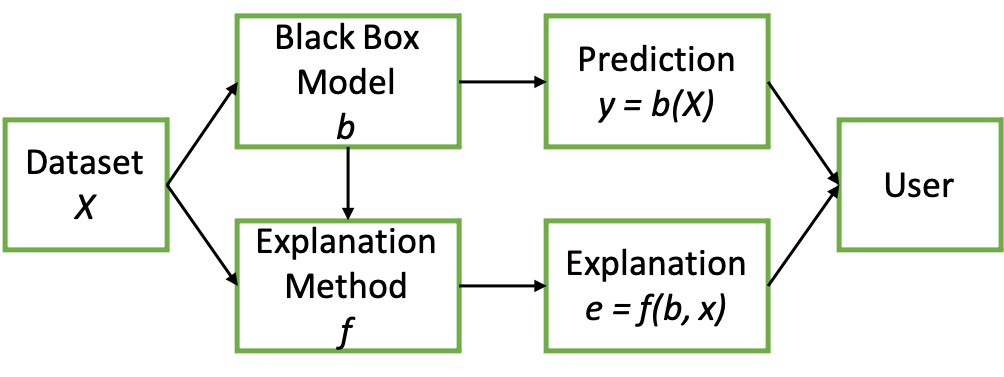 Dataset
X
Black Box
Model
b
Explanation
Method
f
Prediction
y = b(X)
Explanation
e = f(b, x)
User